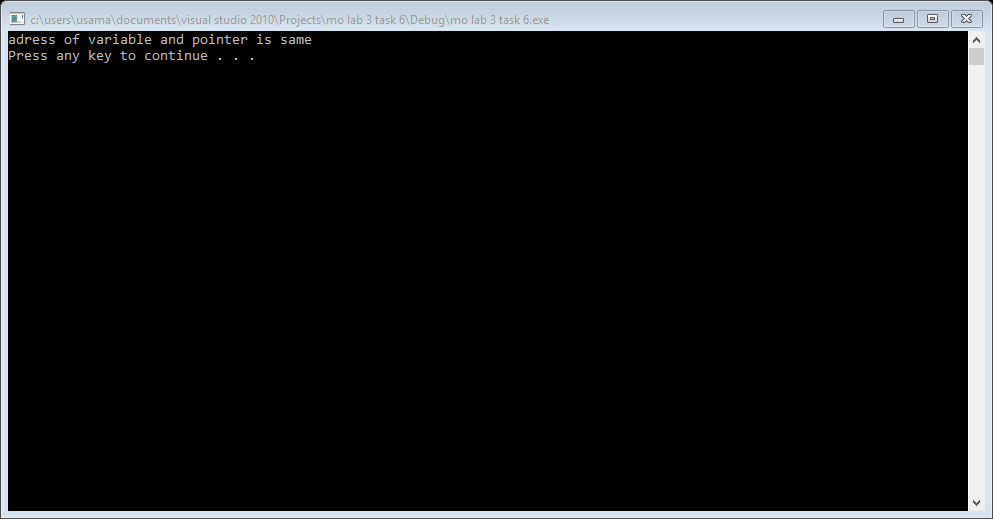 c:\users\usama\documents\visual studio 2010\Projects\mo lab 3 task 6\Debug\mo lab 3 task 6.exe
adress of variable and pointer is same
Press any key to continue . . .